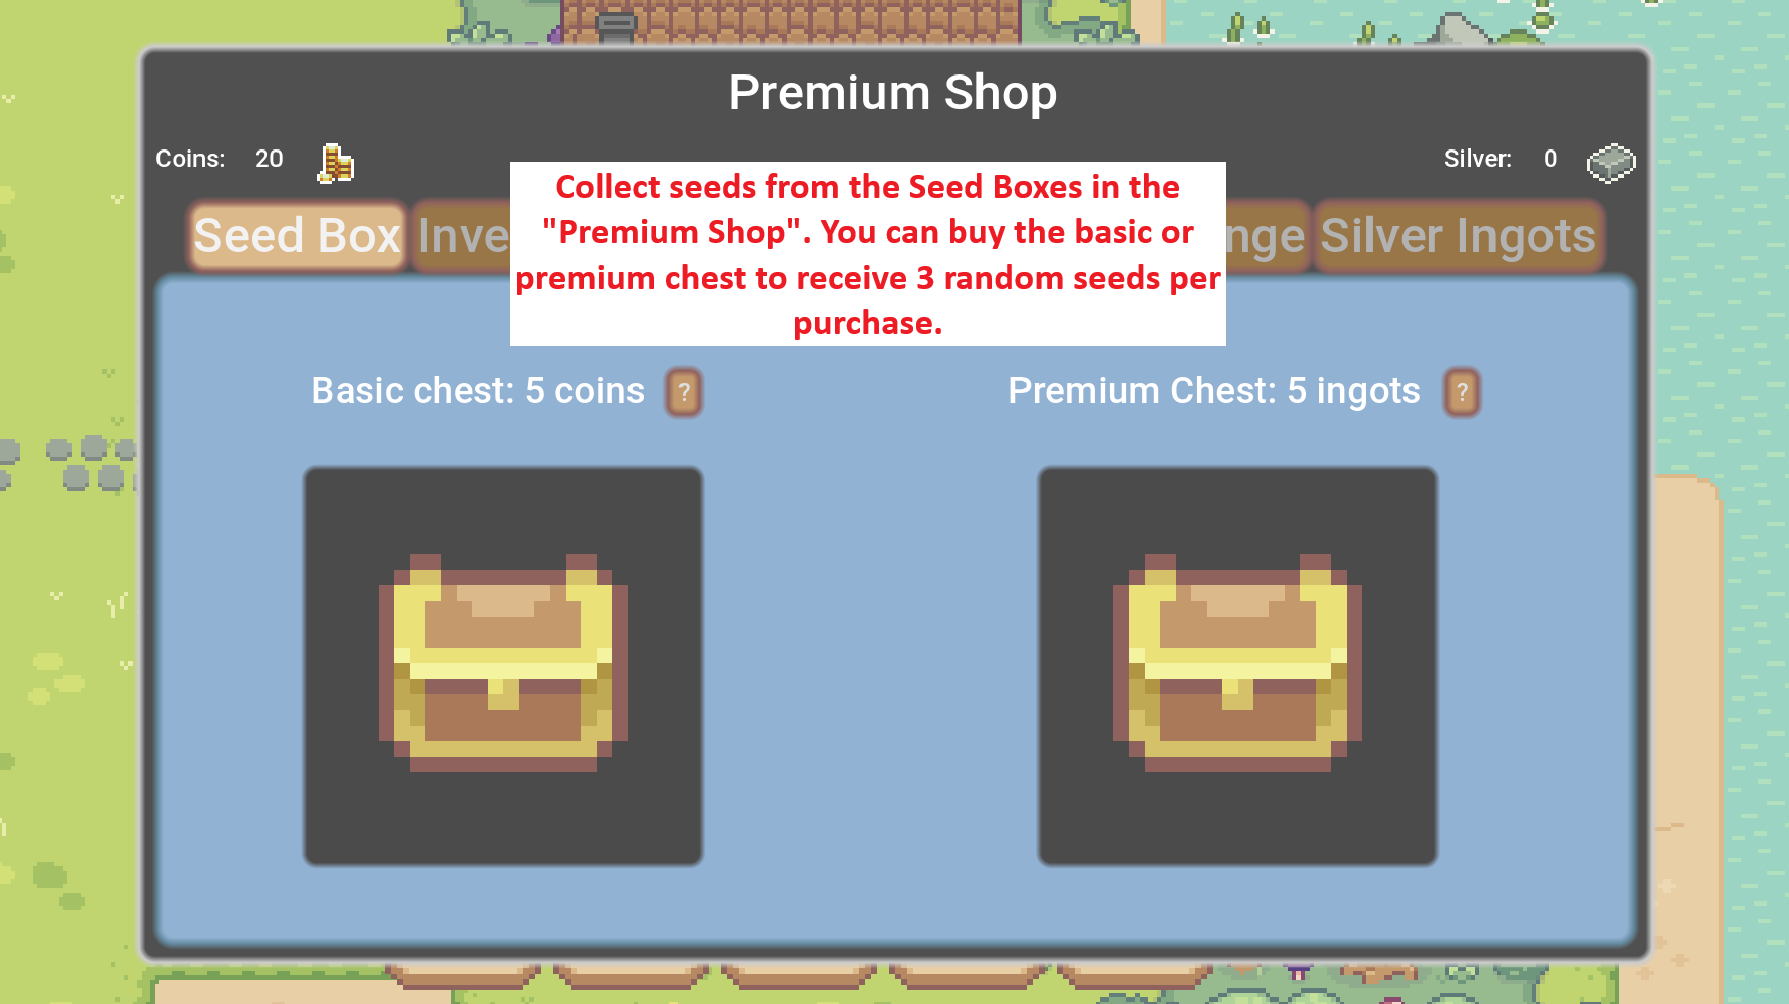 Premium Shop
Coins: 20
Silver: 0
Collect seeds from the Seed Boxes in the
"Premium Shop". You can buy the basic or
premium chest to receive 3 random seeds per
purchase.
Seed Box
Silver Ingots
Basic chest: 5 coins ?
Premium Chest: 5 ingots ?